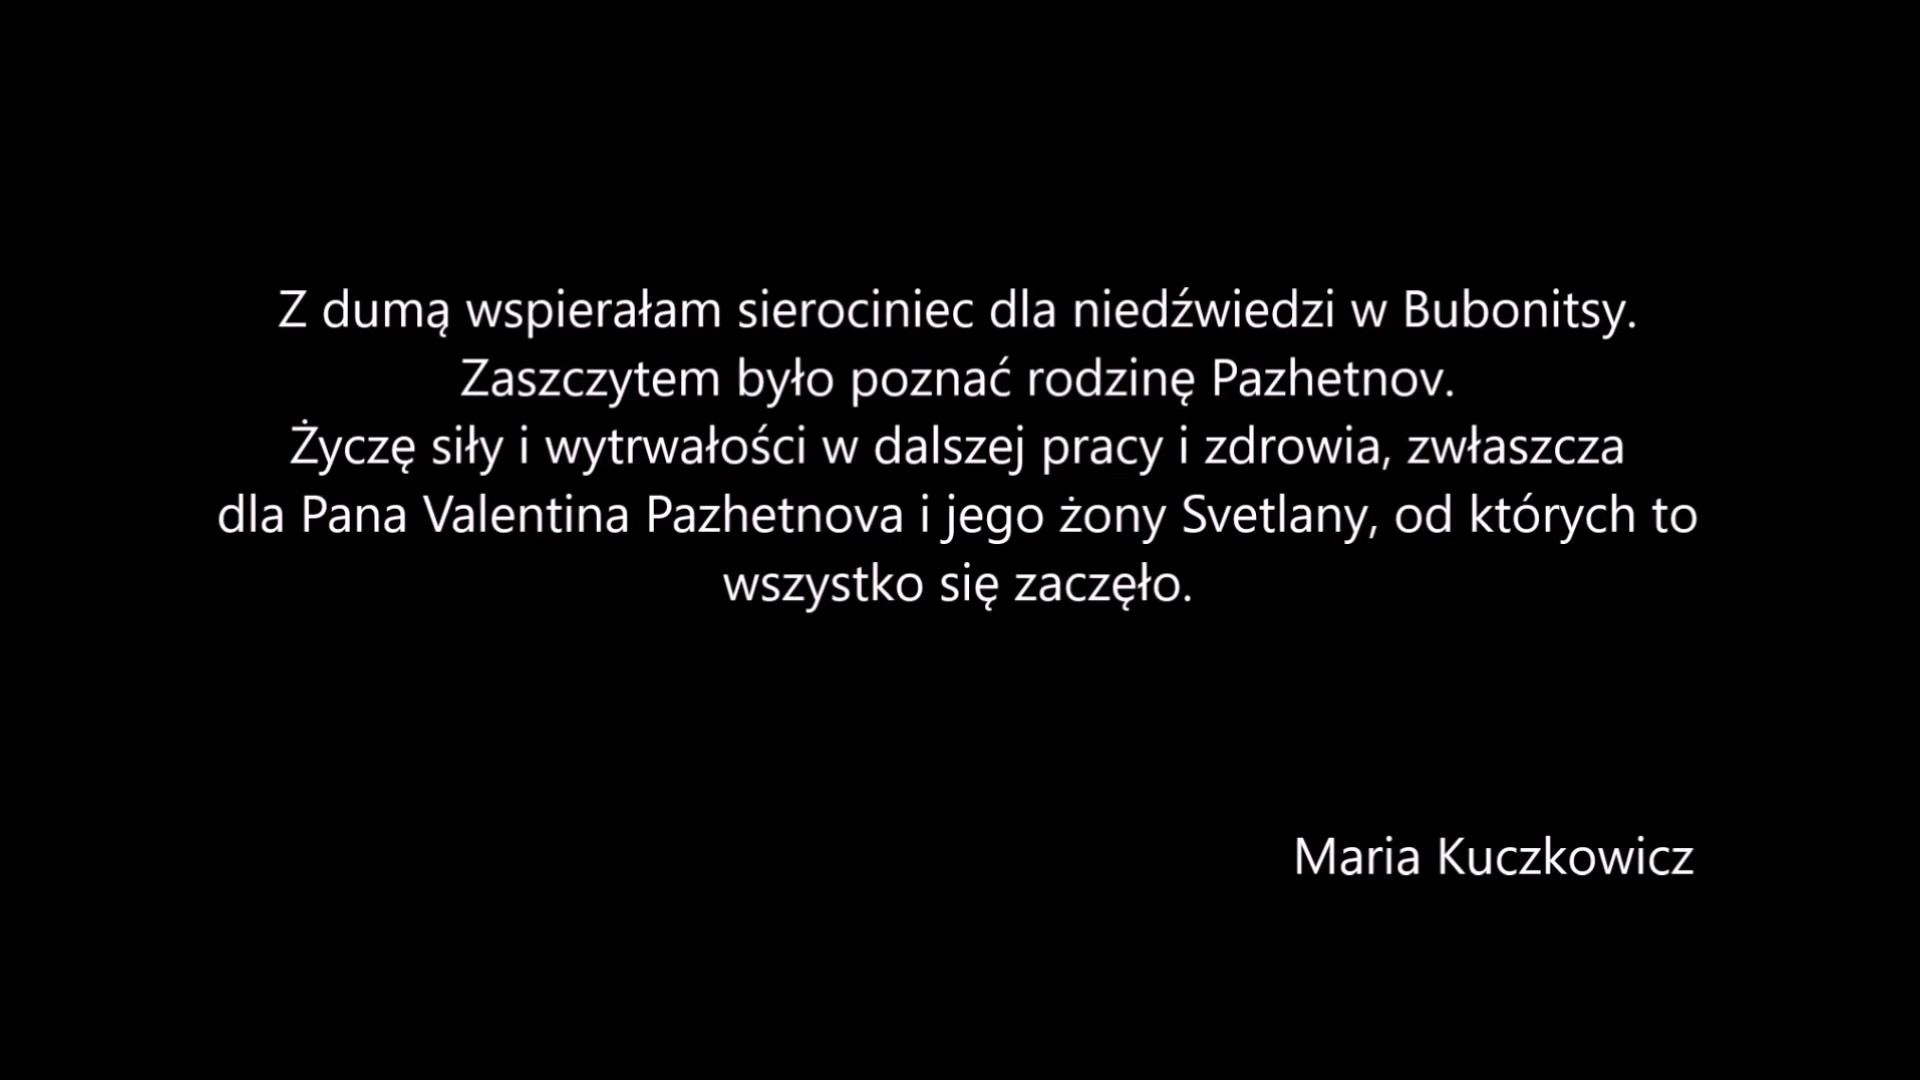 Z dumą wspierałam sierociniec dla niedźwiedzi w Bubonitsy.
Zaszczytem było poznać rodzinę Pazhetnov.
Życzę siły i wytrwałości w dalszej pracy i zdrowia, zwłaszcza
dla Pana Valentina Pazhetnova i jego żony Svetlany, od których to
wszystko się zaczęło.
Maria Kuczkowicz